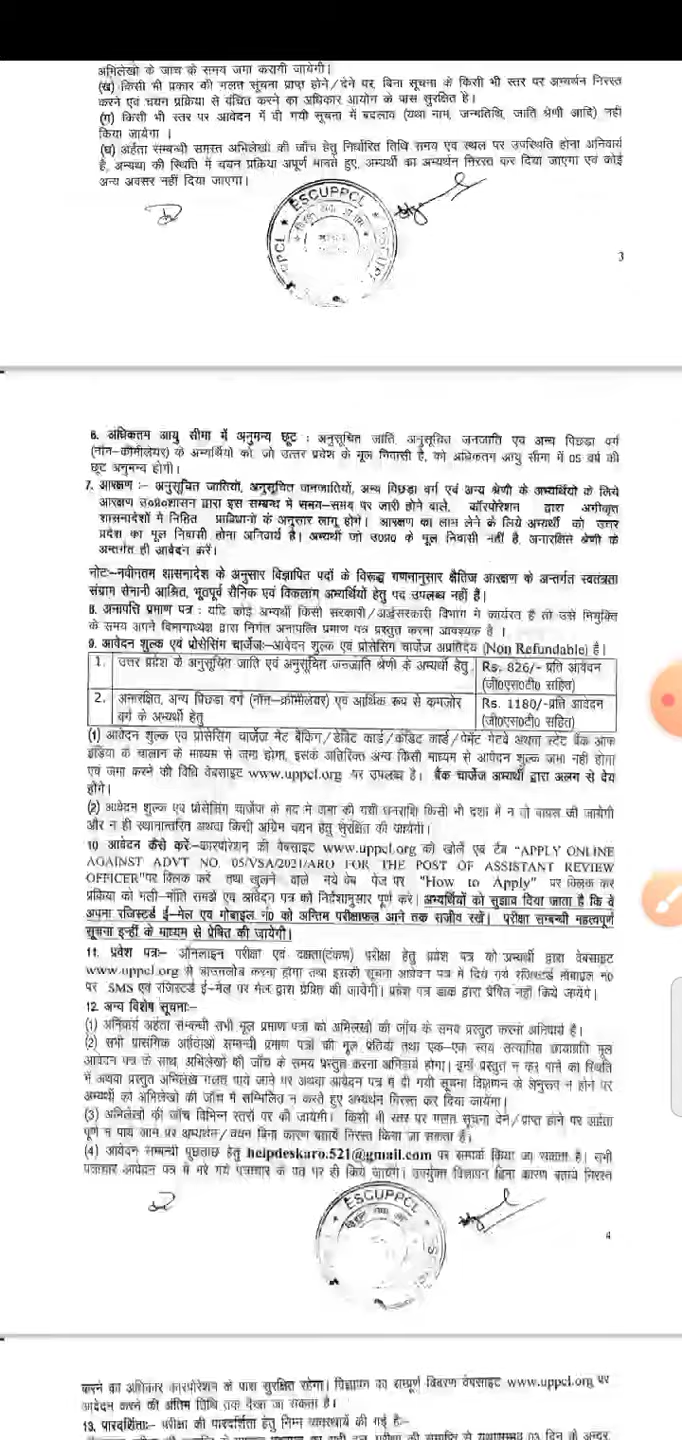 अभिलेखो के जाच के समय जमा करायी जायेगी।
(ख) किसी भी प्रकार की गलत सूचना प्राप्त होने/देने पर, बिना सूचना के किसी भी स्तर पर अभ्यर्थन निरस्त
करने एवं चयन प्रक्रिया से वंचित करने का अधिकार आयोग के पास सुरक्षित है।
(ग) किसी भी स्तर पर आवेदन में दी गयी सूचना में बदलाव (यथा नाम, जन्मतिथि, जाति श्रेणी आदि) नही
किया जायेगा ।
(घ) अर्हता सम्बन्धी समस्त अभिलेखो की जाँच हेतु निर्धारित तिथि समय एव स्थल पर उपस्थिति होना अनिवार्य
है, अन्यथा की स्थिति मे चयन प्रक्रिया अपूर्ण मानते हुए, अभ्यर्थी का अभ्यर्थन निरस्त कर दिया जाएगा एवं कोई
अन्य अवसर नहीं दिया जाएगा।
ESCUPPCL
3
6. अधिकतम आयु सीमा में अनुमन्य छूट : अनुसूचित जाति, अनुसूचित जनजाति एव अन्य पिछडा वर्ग
(नॉन-क्रीमीलेयर) के अभ्यर्थियो को, जो उत्तर प्रदेश के मूल निवासी है, को अधिकतम आयु सीमा में 05 वर्ष की
छूट अनुमन्य होगी।
7. आरक्षण :- अनुसूचित जातियों, अनुसूचित जनजातियों, अन्य पिछडा वर्ग एवं अन्य श्रेणी के अभ्यर्थियो के लिये
आरक्षण उ०प्र०शासन द्वारा इस सम्बन्ध मे समय-समय पर जारी होने वाले, कॉरपोरेशन द्वारा अंगीकृत
शासनादेशों मे निहित प्राविधानो के अनुसार लागू होगे। आरक्षण का लाभ लेने के लिये अभ्यर्थी को उत्तर
प्रदेश का मूल निवासी होना अनिवार्य है। अभ्यर्थी जो उ०प्र० के मूल निवासी नही है, अनारक्षित श्रेणी के
अन्तर्गत ही आवेदन करें।
नोटः-नवीनतम शासनादेश के अनुसार विज्ञापित पदों के विरूद्ध गणनानुसार क्षैतिज आरक्षण के अन्तर्गत स्वतंत्रता
संग्राम सेनानी आश्रित, भूतपूर्व सैनिक एवं विकलांग अभ्यर्थियों हेतु पद उपलब्ध नहीं है।
8. अनापत्ति प्रमाण पत्र : यदि कोई अभ्यर्थी किसी सरकारी/अर्द्धसरकारी विभाग मे कार्यरत है तो उसे नियुक्ति
के समय अपने विभागाध्यक्ष द्वारा निर्गत अनापत्ति प्रमाण पत्र प्रस्तुत करना आवश्यक है ।
9. आवेदन शुल्क एवं प्रोसेसिंग चार्जेजः-आवेदन शुल्क एवं प्रोसेसिंग चार्जेज अप्रतिदेय (Non Refundable) है।
1. उत्तर प्रदेश के अनुसूचित जाति एवं अनुसूचित जनजाति श्रेणी के अभ्यर्थी हेतु Rs. 826/- प्रति आवेदन
(जी०एस०टी० सहित)
2. अनारक्षित, अन्य पिछडा वर्ग (नॉन-क्रीमीलेयर) एवं आर्थिक रूप से कमजोर Rs. 1180/-प्रति आवेदन
वर्ग के अभ्यर्थी हेतु (जी०एस०टी० सहित)
(1) आवेदन शुल्क एव प्रोसेसिंग चार्जेज नेट बैंकिंग/डेबिट कार्ड/क्रेडिट कार्ड/पेमेंट गेटवे अथवा स्टेट बैंक आफ
इंडिया के चालान के माध्यम से जमा होगा, इसके अतिरिक्त अन्य किसी माध्यम से आवेदन शुल्क जमा नही होगा
एवं जमा करने की विधि वेबसाइट www.uppcl.org पर उपलब्ध है। बैंक चार्जेज अभ्यर्थी द्वारा अलग से देय
होंगे।
(2) आवेदन शुल्क एव प्रोसेसिंग चार्जेज के मद मे जमा की गयी धनराशि किसी भी दशा मे न तो वापस की जायेगी
और न ही स्थानान्तरित अथवा किसी अग्रिम चयन हेतु सुरक्षित की जायेगी।
10 आवेदन कैसे करें-कारपोरेशन की वेबसाइट www.uppcl.org को खोलें एव टैब "APPLY ONLINE
AGAINST ADVT NO. 05/VSA/2021/ARO FOR THE POST OF ASSISTANT REVIEW
OFFICER"पर क्लिक करे तथा खुलने वाले नये वेब पेज पर "How to Apply" पर क्लिक कर
प्रक्रिया को भली-भाँति समझे एव आवेदन पत्र को निर्देशानुसार पूर्ण करे। अभ्यर्थियों को सुझाव दिया जाता है कि वे
अपना रजिस्टर्ड ई-मेल एव मोबाइल नं० को अन्तिम परीक्षाफल आने तक सजीव रखें। परीक्षा सम्बन्धी महत्वपूर्ण
सूचना इन्हीं के माध्यम से प्रेषित की जायेगी।
11. प्रवेश पत्रः- ऑनलाइन परीक्षा एवं दक्षता(टंकण) परीक्षा हेतु प्रवेश पत्र को अभ्यर्थी द्वारा वेबसाइट
www.uppcl.org से डाउनलोड करना होगा तथा इसकी सूचना आवेदन पत्र में दिये गये रजिस्टर्ड मोबाइल न०
पर SMS एवं रजिस्टर्ड ई-मेल पर मेल द्वारा प्रेषित की जायेगी। प्रवेश पत्र डाक द्वारा प्रेषित नहीं किये जायेंगे।
12. अन्य विशेष सूचनाः-
(1) अनिवार्य अर्हता सम्बन्धी सभी मूल प्रमाण पत्रो को अभिलेखो की जाँच के समय प्रस्तुत करना अनिवार्य है।
(2) सभी प्रासंगिक अर्हताओ सम्बन्धी प्रमाण पत्रों की मूल प्रतियां तथा एक-एक स्वय सत्यापित छायाप्रति मूल
आवेदन पत्र के साथ, अभिलेखों की जाँच के समय प्रस्तुत करना अनिवार्य होगा। इन्हे प्रस्तुत न कर पाने की स्थिति
में अथवा प्रस्तुत अभिलेख गलत पाये जाने पर अथवा आवेदन पत्र मे दी गयी सूचना विज्ञापन के अनुरूप न होने पर
अभ्यर्थी को अभिलेखों की जाँच में सम्मिलित न करते हुए अभ्यर्थन निरस्त कर दिया जायेगा।
(3) अभिलेखों की जाँच विभिन्न स्तरों पर की जायेगी। किसी भी स्तर पर गलत सूचना देने/प्राप्त होने पर अर्हता
पूर्ण न पाये जाने पर अभ्यर्थन/चयन बिना कारण बताये निरस्त किया जा सकता है।
(4) आवेदन सम्बन्धी पूछताछ हेतु helpdeskaro.521@gmail.com पर सम्पर्क किया जा सकता है। सभी
पत्राचार आवेदन पत्र में भरे गये पत्राचार के पते पर ही किये जायेंगे। उपर्युक्त विज्ञापन बिना कारण बताये निरस्त
ESCUPPCL
4
करने का अधिकार कारपोरेशन के पास सुरक्षित रहेगा। विज्ञापन का सम्पूर्ण विवरण वेबसाइट www.uppcl.org पर
आवेदन करने की अंतिम तिथि तक देखा जा सकता है।
13. पारदर्शिताः- परीक्षा की पारदर्शिता हेतु निम्न व्यवस्थायें की गई हैः-